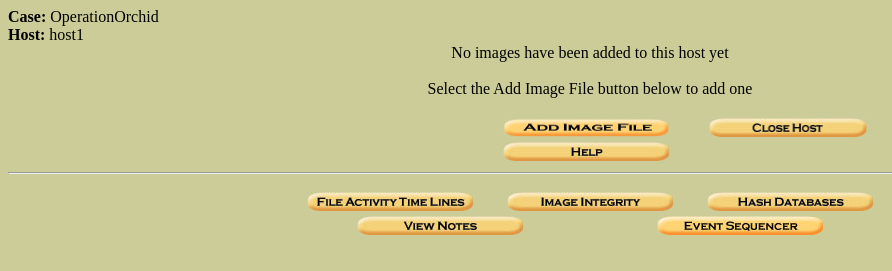 Case: OperationOrchid
Host: host1
No images have been added to this host yet
Select the Add Image File button below to add one
ADD IMAGE FILE CLOSE HOST
HELP
FILE ACTIVITY TIME LINES IMAGE INTEGRITY HASH DATABASES
VIEW NOTES EVENT SEQUENCER